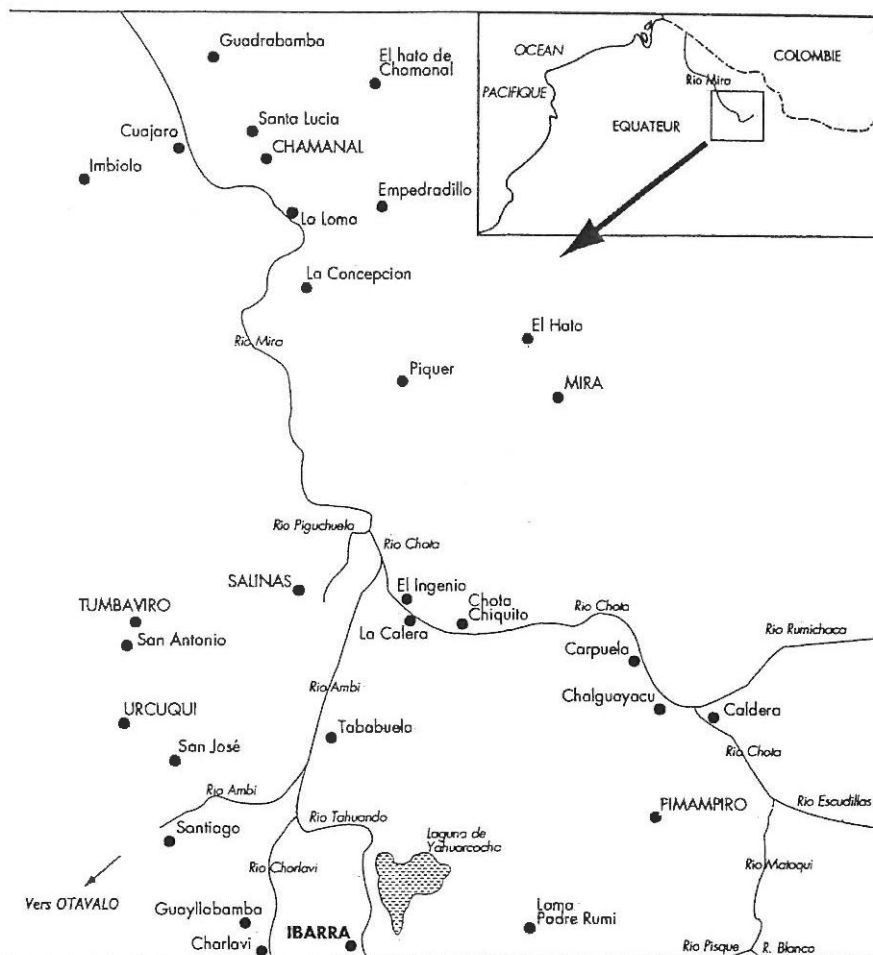 Guadrabamba
El hato de
Chamanal
Santa Lucia
Cuajara
CHAMANAL
Imbiola
Empedradillo
La Loma
La Concepcion
OCEAN
PACIFIQUE
COLOMBIE
Rio Mira
EQUATEUR
Rio Mira
El Hato
Piquer
MIRA
Rio Piguchuela
Rio Chota
SALINAS
El Ingenio
Chota
Chiquito
Rio Chota
TUMBAVIRO
La Calera
San Antonio
Rio Rumichaca
Carpuela
Rio Ambi
Chalguayacu
Caldera
URCUQUI
Tababuela
San José
Rio Chota
Rio Ambi
Rio Tahuando
PIMAMPIRO
Rio Escudillas
Santiago
Laguna de
Yahuarcocha
Rio Chorlavi
Rio Mataqui
Vers OTAVALO
Guayllabamba
Loma
Padre Rumi
IBARRA
Charlavi
Rio Pisque
R. Blanco